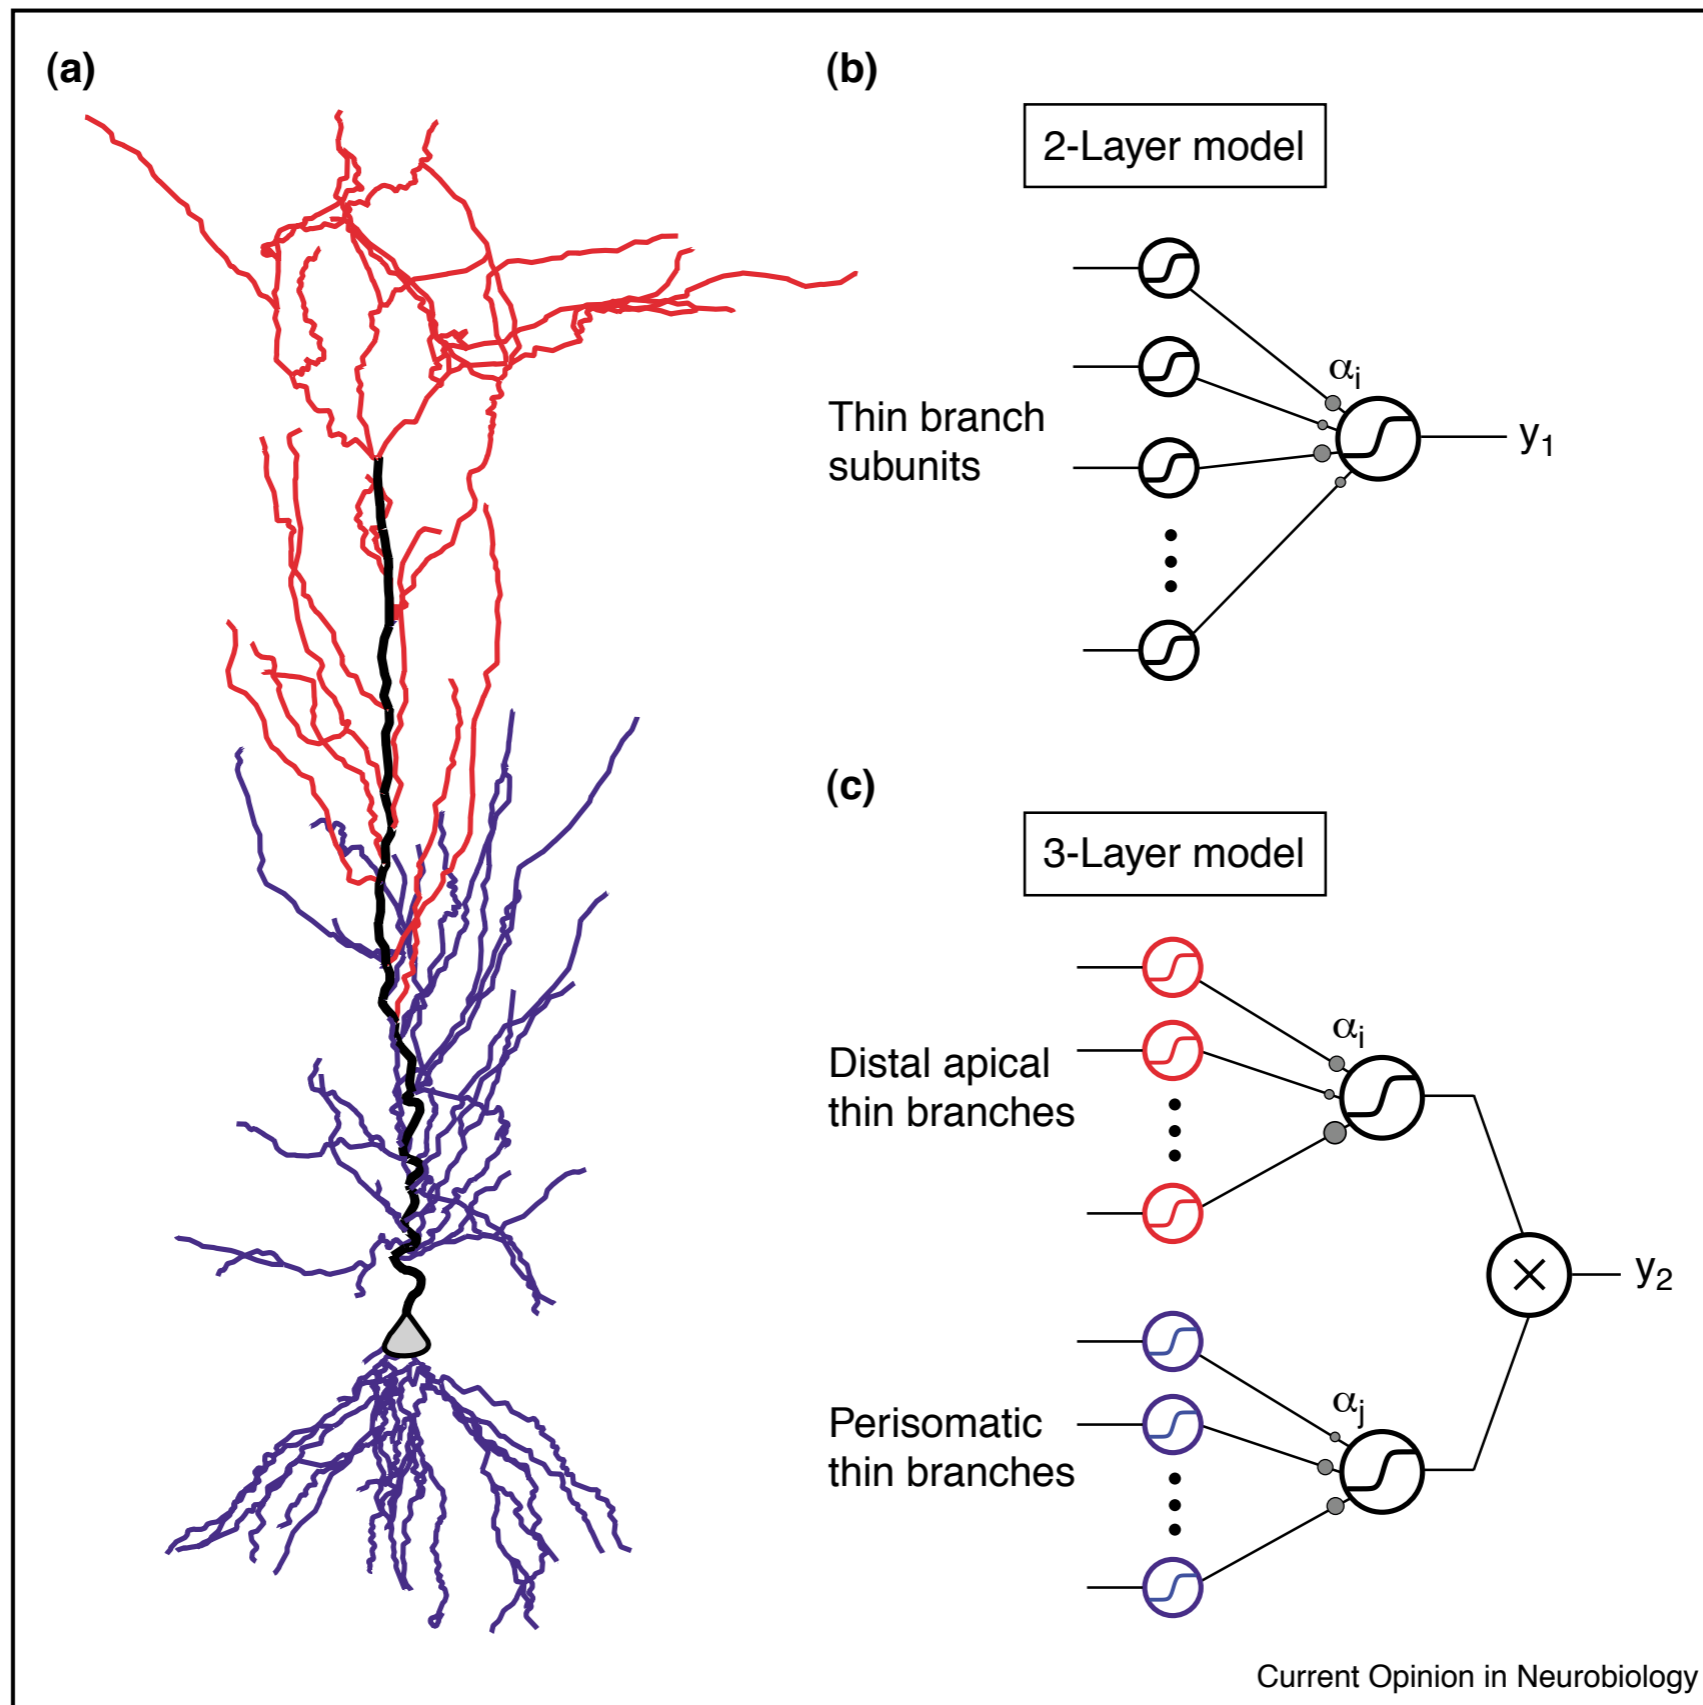 (a)
(b)
2-Layer model
αi
Thin branch
subunits
y1
(c)
3-Layer model
αi
Distal apical
thin branches
y2
αj
Perisomatic
thin branches
Current Opinion in Neurobiology